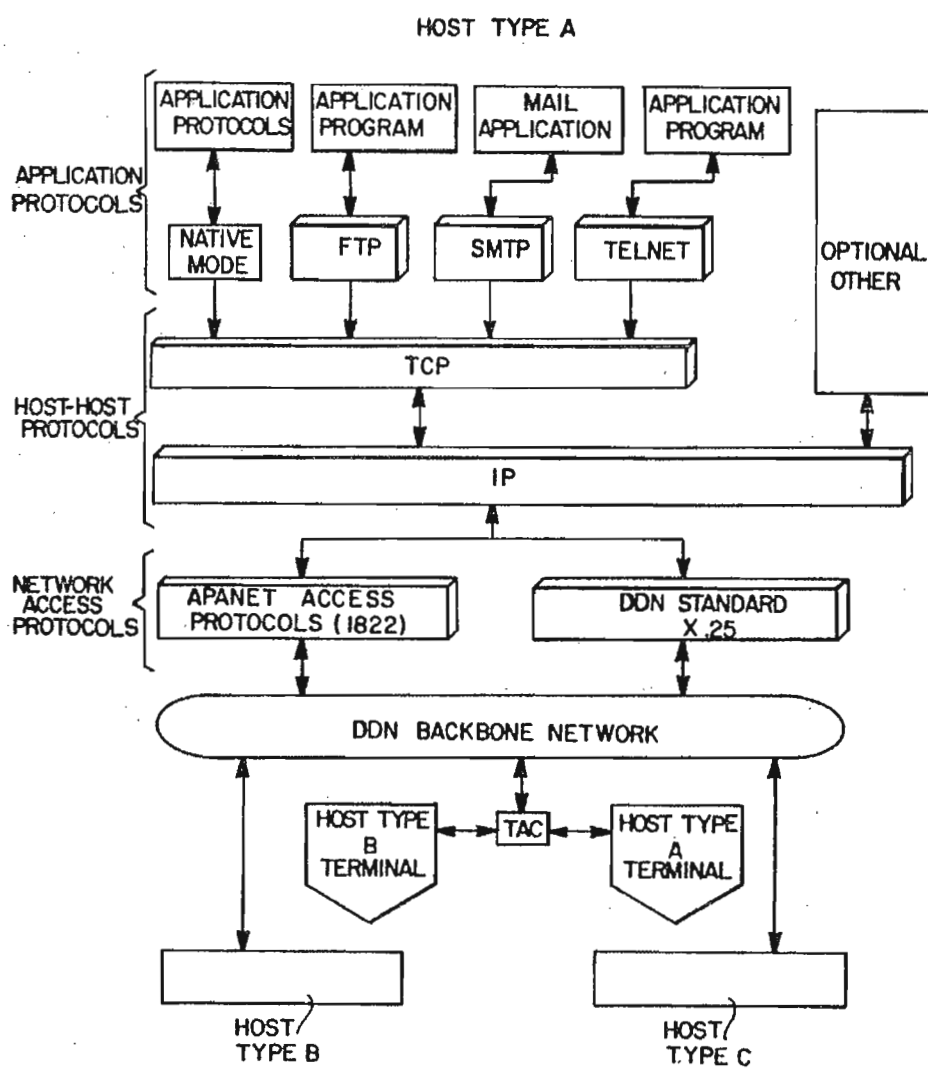 HOST TYPE A
APPLICATION
PROTOCOLS
APPLICATION
PROGRAM
MAIL
APPLICATION
APPLICATION
PROGRAM
APPLICATION
PROTOCOLS
NATIVE
MODE
FTP
SMTP
TELNET
OPTIONAL
OTHER
TCP
HOST-HOST
PROTOCOLS
IP
NETWORK
ACCESS
PROTOCOLS
APANET ACCESS
PROTOCOLS (1822)
DDN STANDARD
X.25
DDN BACKBONE NETWORK
HOST TYPE
B
TERMINAL
TAC
HOST TYPE
A
TERMINAL
HOST
TYPE B
HOST
TYPE C